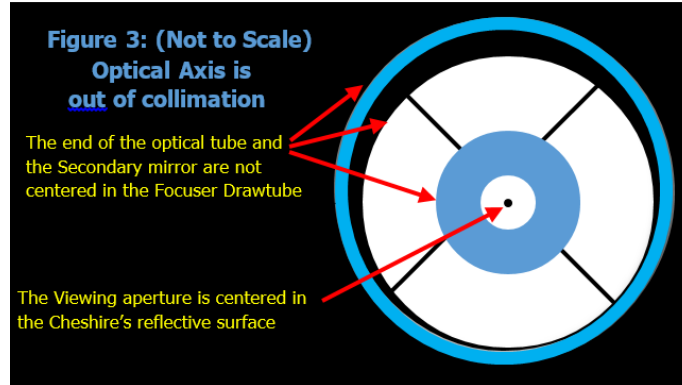 Figure 3: (Not to Scale)
Optical Axis is
out of collimation
The end of the optical tube and
the Secondary mirror are not
centered in the Focuser Drawtube
The Viewing aperture is centered in
the Cheshire's reflective surface